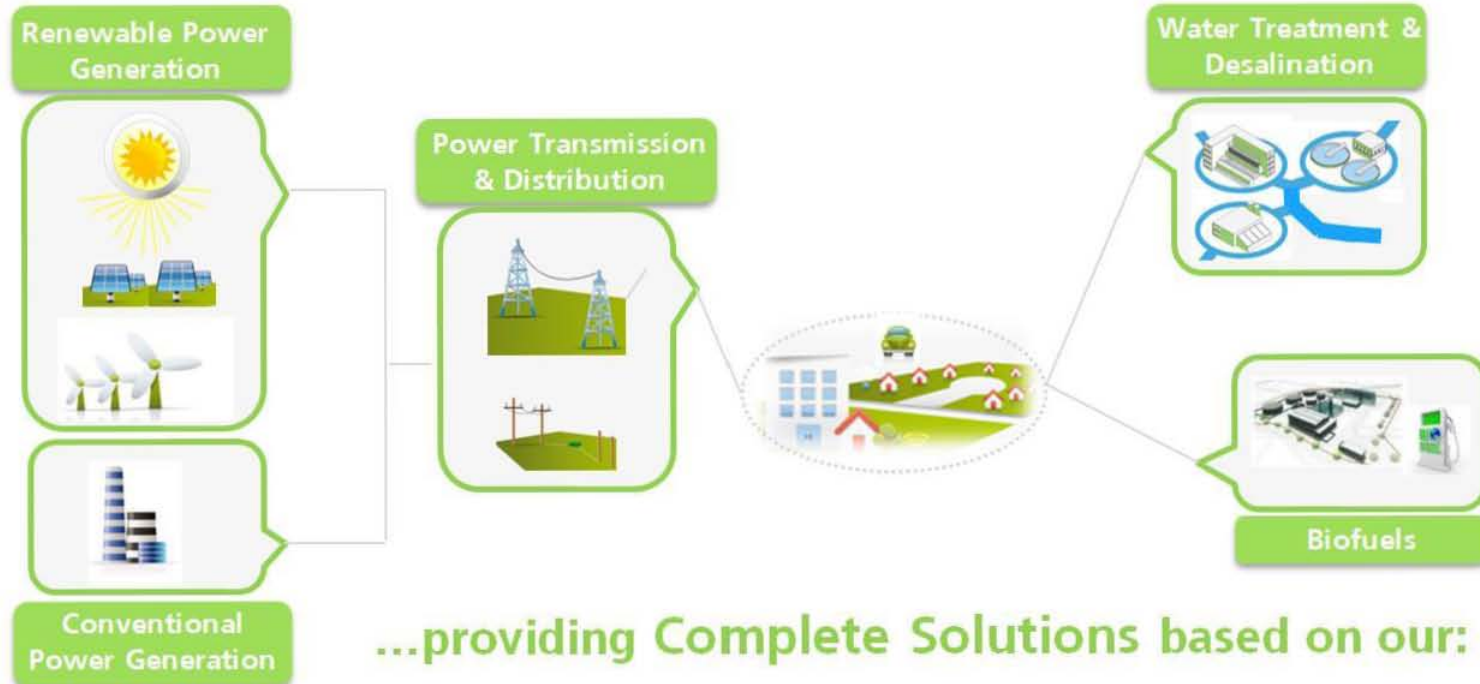 Renewable Power
Generation
Power Transmission
& Distribution
Water Treatment &
Desalination
Biofuels
Conventional
Power Generation
...providing Complete Solutions based on our: